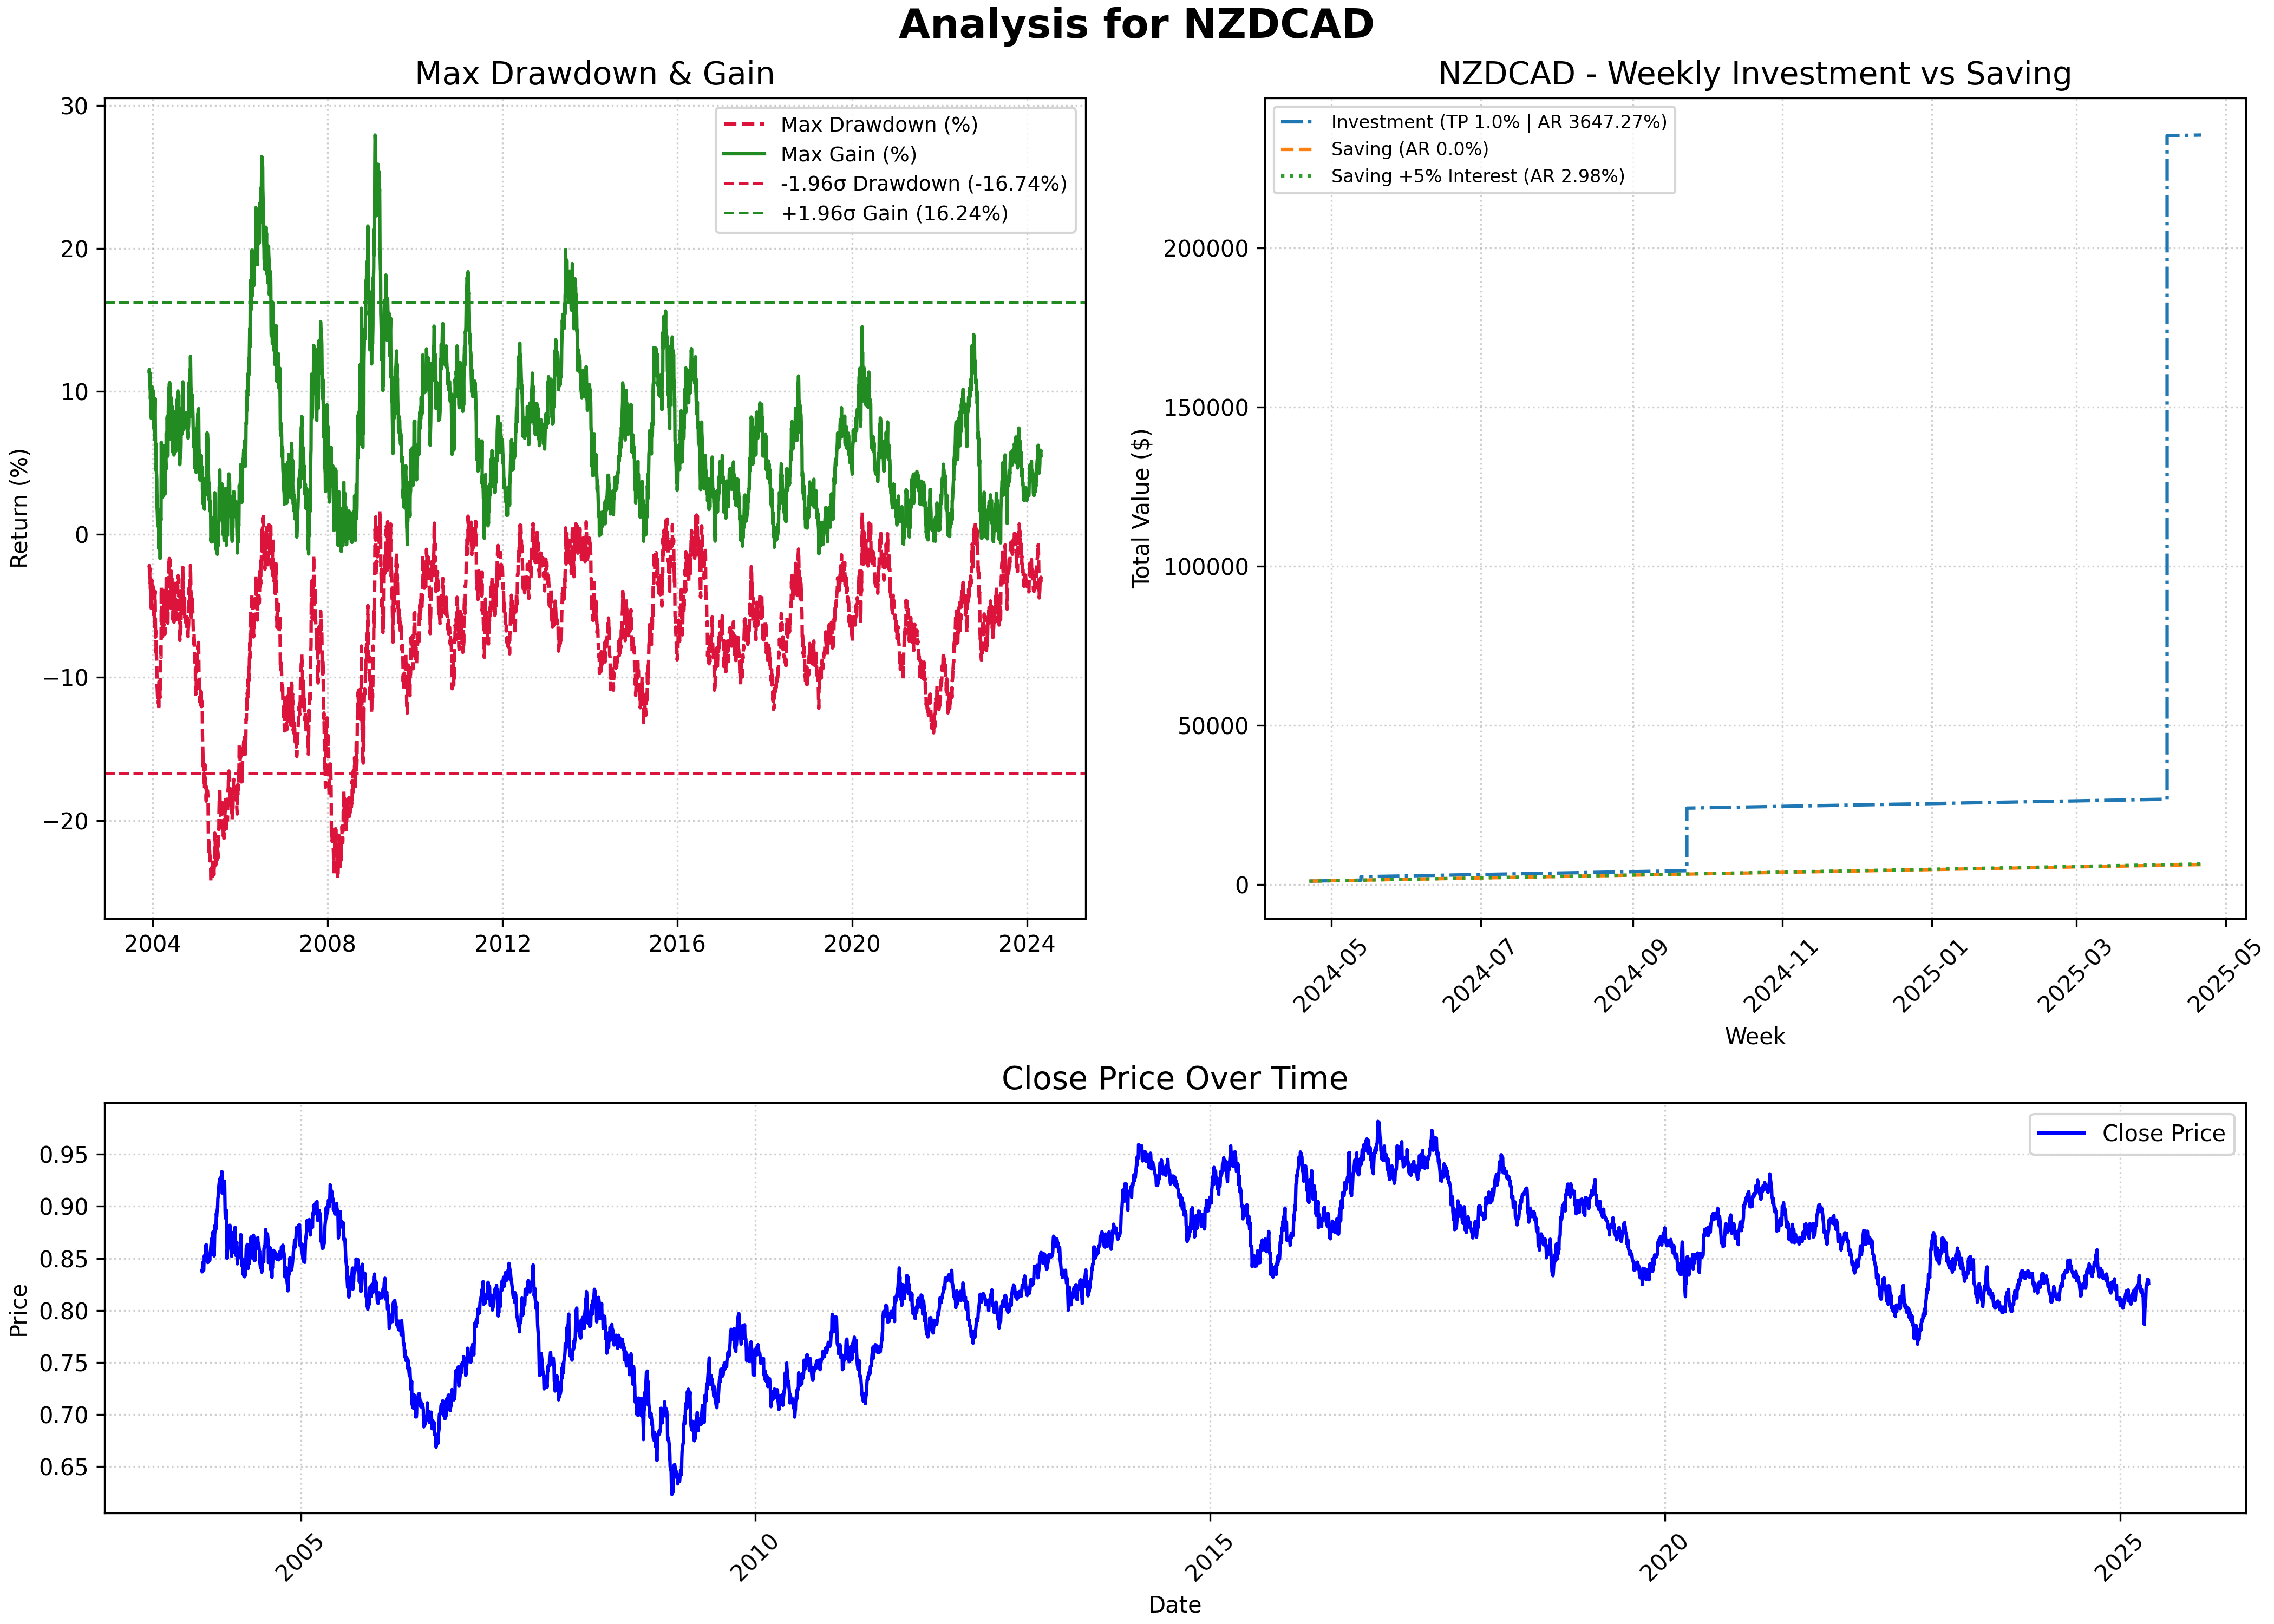 Analysis for NZDCAD
Max Drawdown & Gain
Return (%)
30
20
10
0
−10
−20
2004
2008
2012
2016
2020
2024
Max Drawdown (%)
Max Gain (%)
-1.96σ Drawdown (-16.74%)
+1.96σ Gain (16.24%)
NZDCAD - Weekly Investment vs Saving
Total Value ($)
200000
150000
100000
50000
0
Investment (TP 1.0% | AR 3647.27%)
Saving (AR 0.0%)
Saving +5% Interest (AR 2.98%)
2024-05
2024-07
2024-09
2024-11
2025-01
2025-03
2025-05
Week
Close Price Over Time
Price
0.95
0.90
0.85
0.80
0.75
0.70
0.65
Close Price
2005
2010
2015
2020
2025
Date